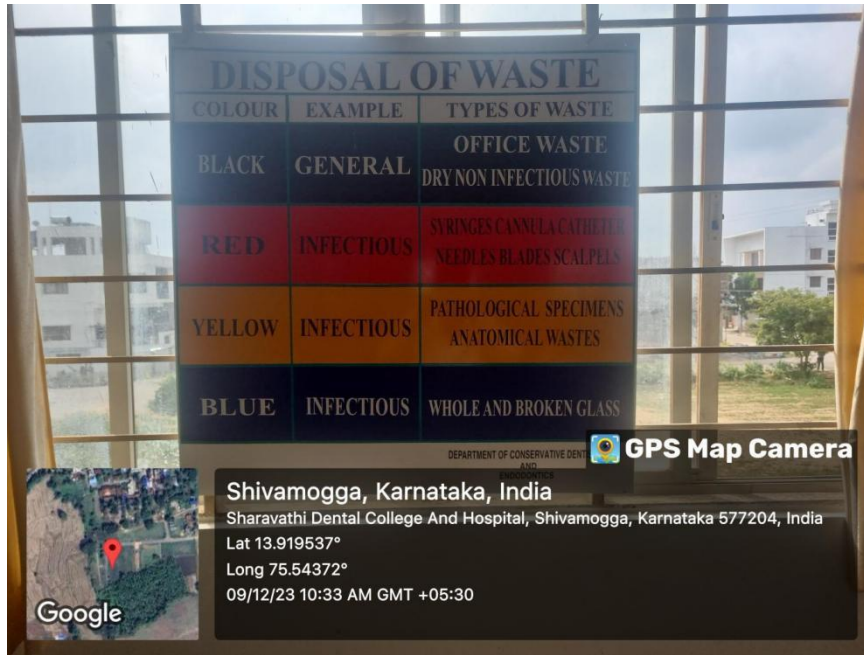 DISPOSAL OF WASTE
COLOUR EXAMPLE TYPES OF WASTE
BLACK GENERAL OFFICE WASTE
DRY NON INFECTIOUS WASTE
RED INFECTIOUS SYRINGES CANNULA CATHETER
NEEDLES BLADES SCALPELS
YELLOW INFECTIOUS PATHOLOGICAL SPECIMENS
ANATOMICAL WASTES
BLUE INFECTIOUS WHOLE AND BROKEN GLASS
DEPARTMENT OF CONSERVATIVE
AND
ENDODONTICS
GPS Map Camera
Shivamogga, Karnataka, India
Sharavathi Dental College And Hospital, Shivamogga, Karnataka 577204, India
Lat 13.919537°
Long 75.54372°
09/12/23 10:33 AM GMT +05:30
Google